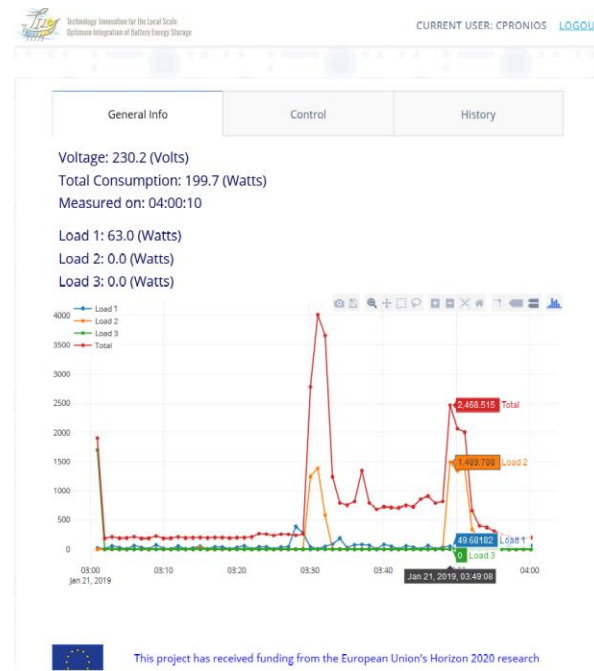 Technology Innovation for the Local Scale
Optimum Integration of Battery Energy Storage
CURRENT USER: CPRONIOS LOGOU
General Info Control History
Voltage: 230.2 (Volts)
Total Consumption: 199.7 (Watts)
Measured on: 04:00:10
Load 1: 63.0 (Watts)
Load 2: 0.0 (Watts)
Load 3: 0.0 (Watts)
Load 1
Load 2
Load 3
Total
4000
3500
3000
2500
2000
1500
1000
500
0
2,468.515 Total
1,489.788 Load 2
49.68182 Load 1
0 Load 3
03:00 03:10 03:20 03:30 03:40 04:00
Jan 21, 2019
Jan 21, 2019, 03:49:08
This project has received funding from the European Union's Horizon 2020 research